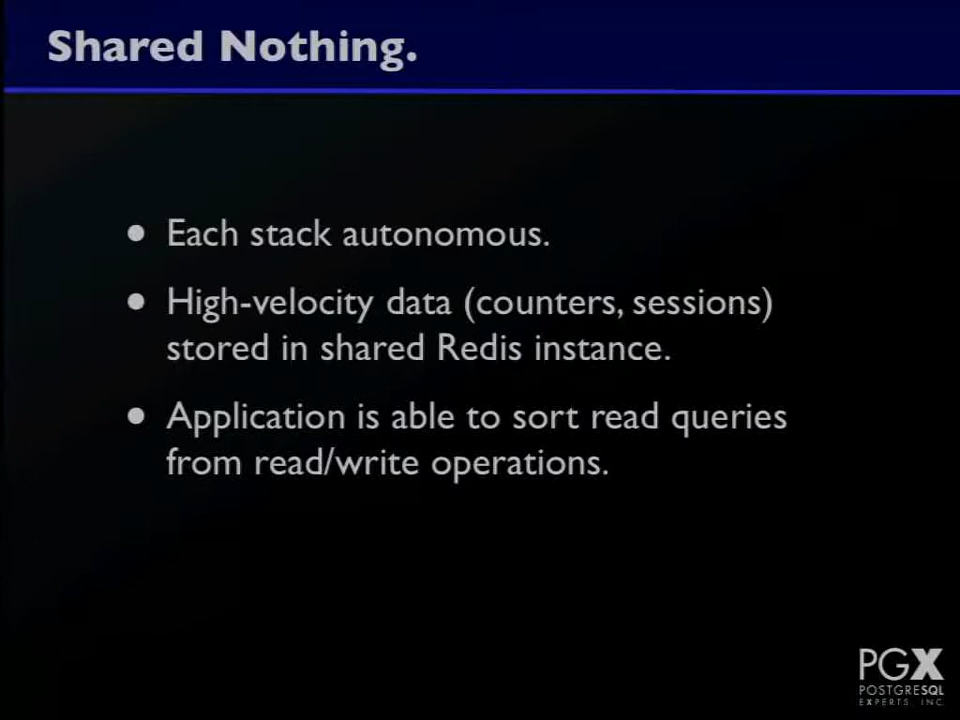 Shared Nothing.
• Each stack autonomous.
• High-velocity data (counters, sessions)
stored in shared Redis instance.
• Application is able to sort read queries
from read/write operations.
PGX
POSTGRESQL
EXPERTS, INC.